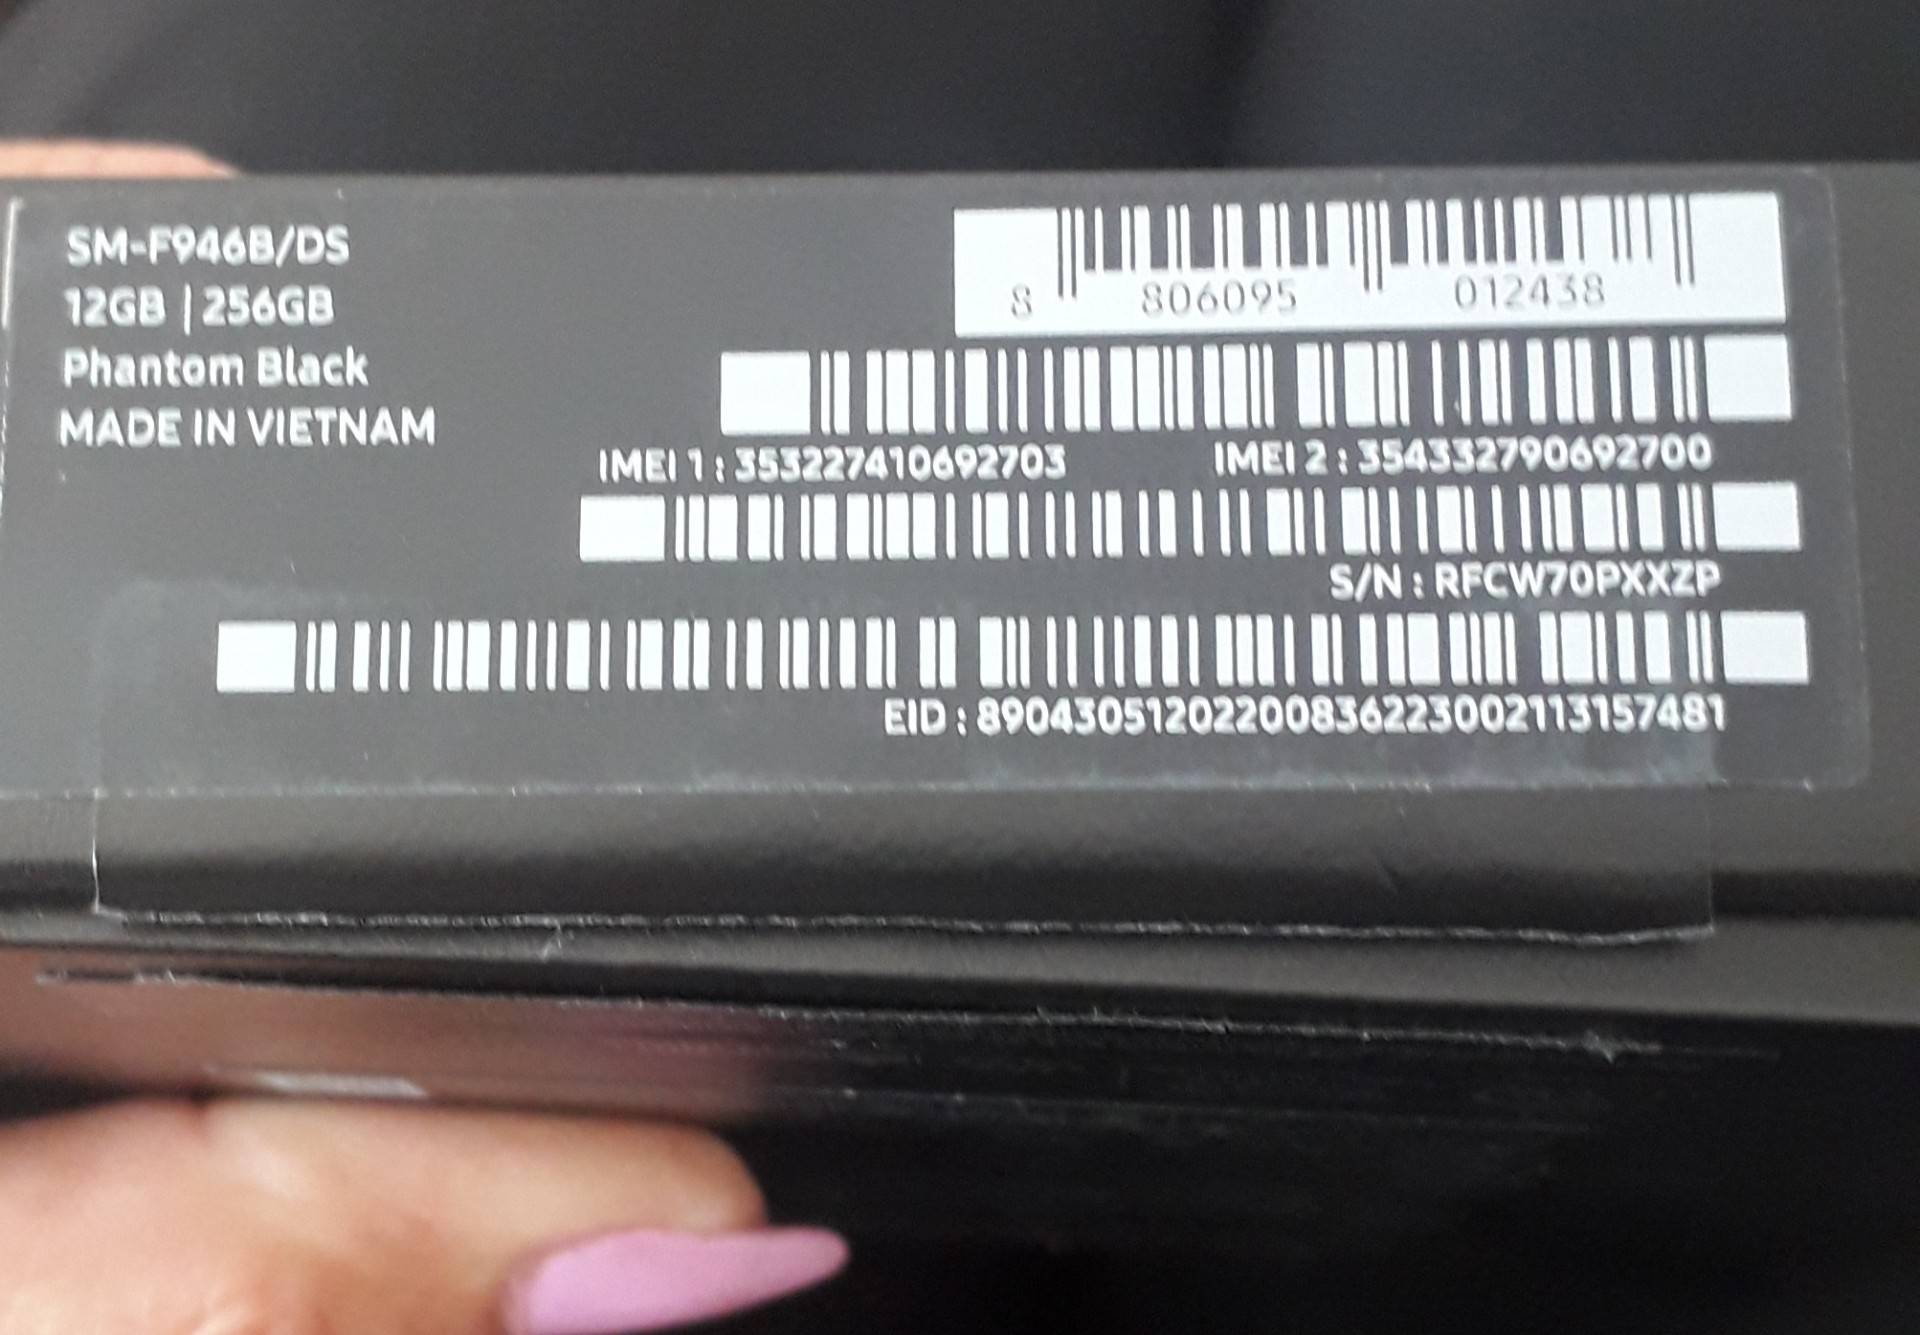 SM-F946B/DS
12GB | 256GB
Phantom Black
MADE IN VIETNAM
8 806095 012438
IMEI 1 : 353227410692703 IMEI 2 : 354332790692700
S/N : RFCW70PXXZP
EID : 89043051202200836223002113157481